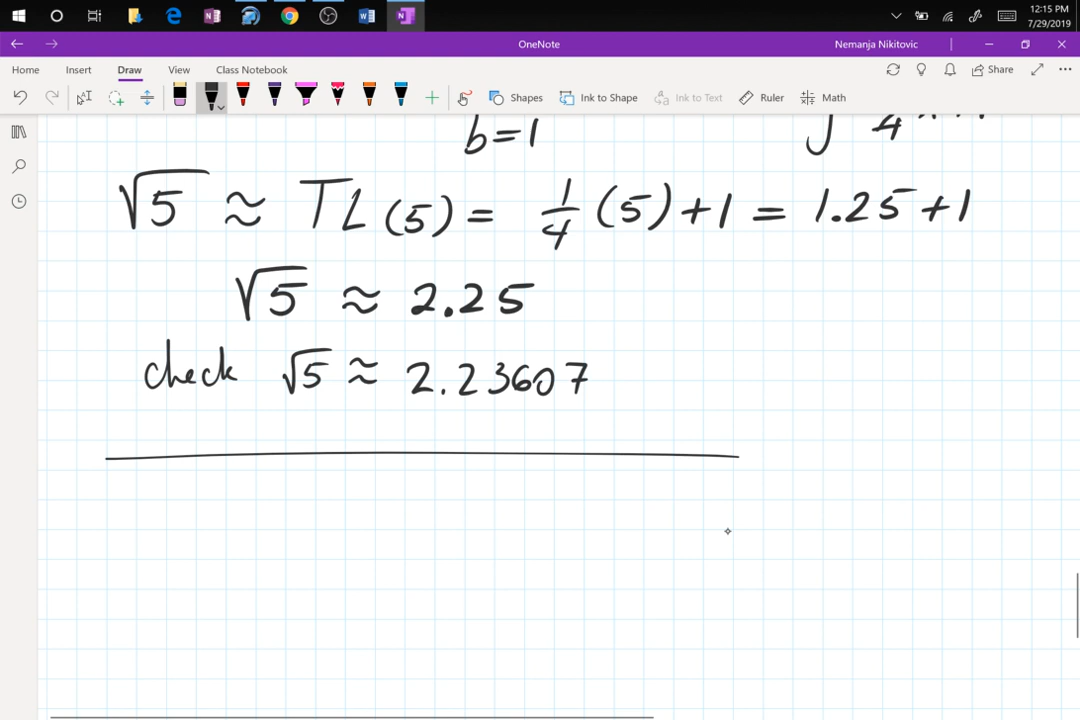 12:15 PM
7/29/2019
OneNote
Nemanja Nikitovic
Home Insert Draw View Class Notebook Share
Shapes Ink to Shape Ink to Text Ruler Math
b=1
√5 ≈ TL(5) = 1/4 (5)+1 = 1.25+1
√5 ≈ 2.25
check √5 ≈ 2.23607